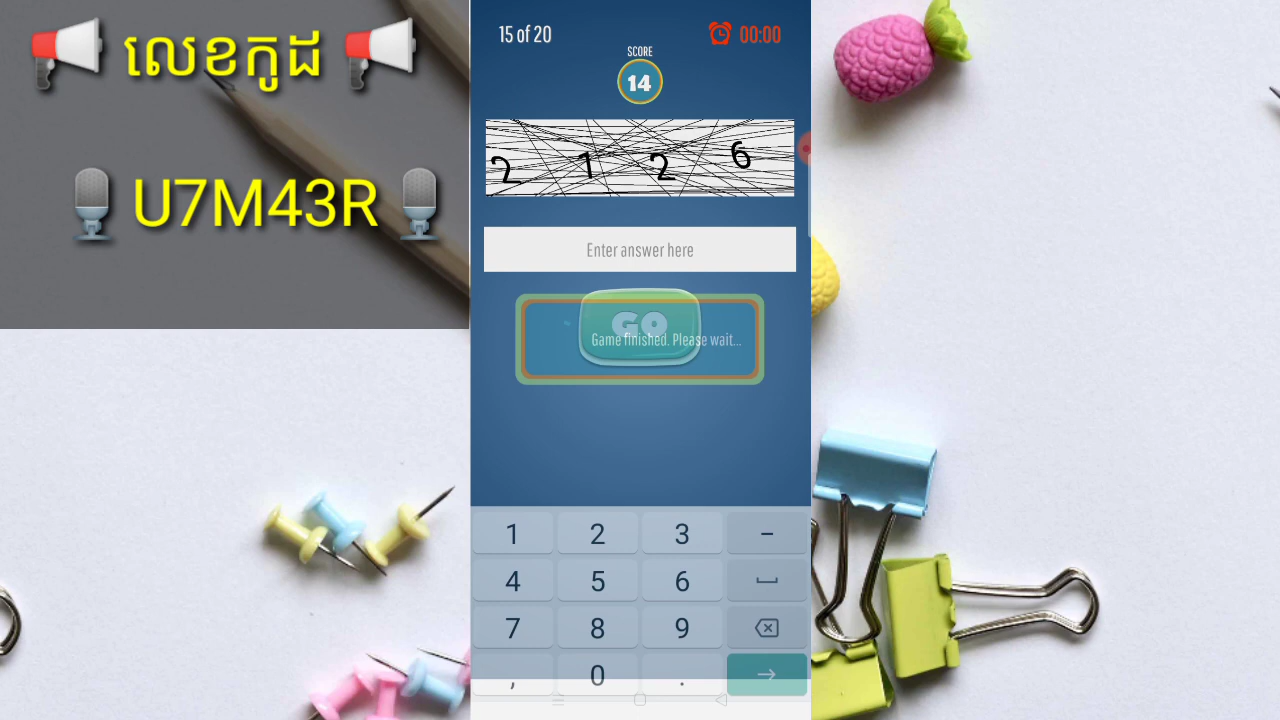 លេខកូដ
U7M43R
15 of 20
00:00
SCORE
14
2 1 2 6
Enter answer here
GO
Game finished. Please wait...
1 2 3 −
4 5 6
7 8 9
, 0 .